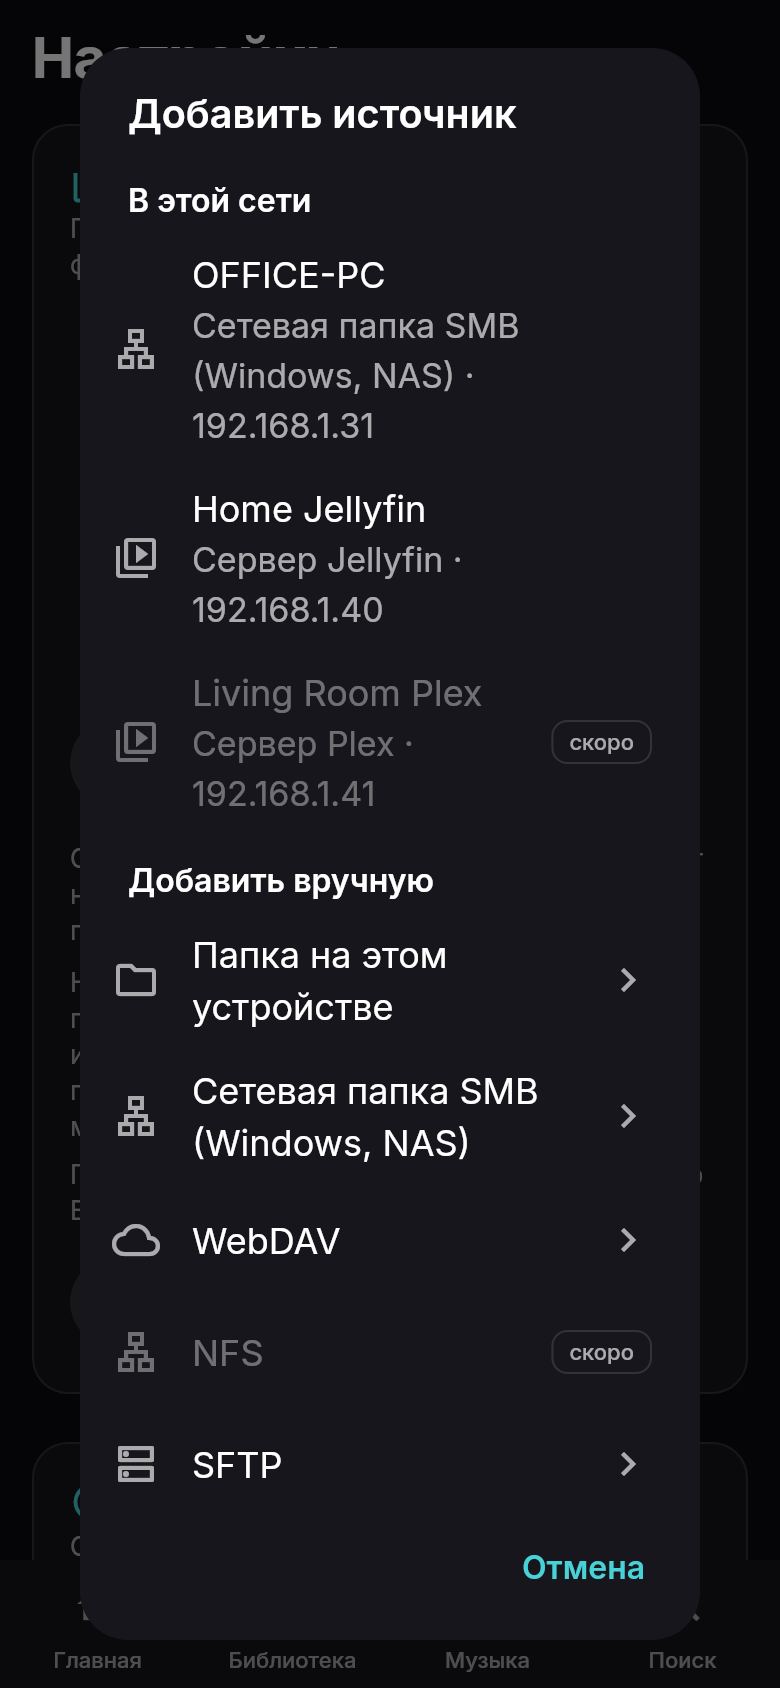 Добавить источник
В этой сети
OFFICE-PC
Сетевая папка SMB
(Windows, NAS) ·
192.168.1.31
Home Jellyfin
Сервер Jellyfin ·
192.168.1.40
Living Room Plex
Сервер Plex ·
192.168.1.41
скоро
Добавить вручную
Папка на этом
устройстве
Сетевая папка SMB
(Windows, NAS)
WebDAV
NFS
скоро
SFTP
Отмена
Главная
Библиотека
Музыка
Поиск